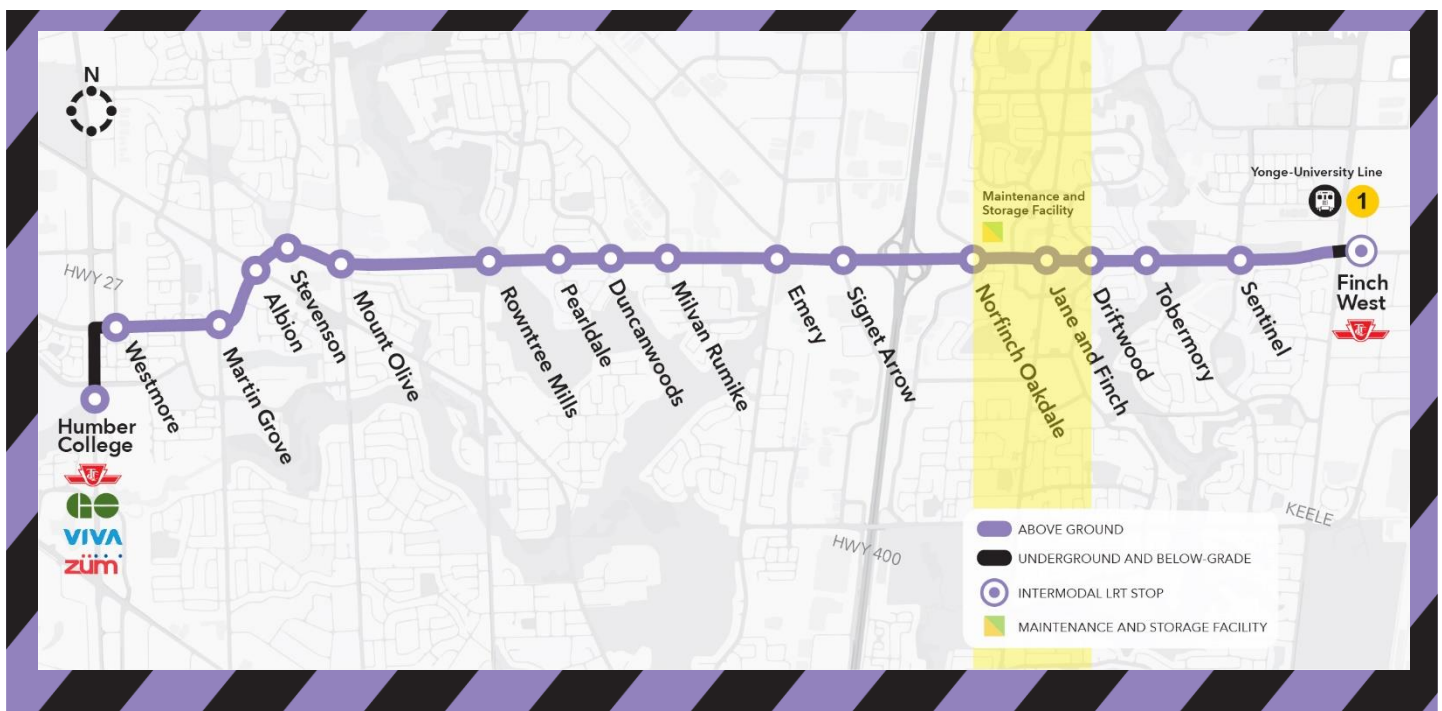 N
HWY 27
Westmore
Humber
College
GO
VIVA
züm
Martin Grove
Albion
Stevenson
Mount Olive
Rowntree Mills
Pearldale
Duncanwoods
Milvan Rumike
Emery
Signet Arrow
HWY 400
Maintenance and
Storage Facility
Norfinch Oakdale
Jane and Finch
Driftwood
Tobermory
Sentinel
Yonge-University Line
1
Finch
West
KEELE
ABOVE GROUND
UNDERGROUND AND BELOW-GRADE
INTERMODAL LRT STOP
MAINTENANCE AND STORAGE FACILITY